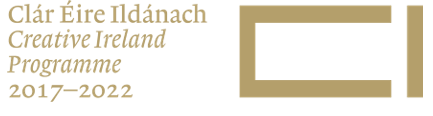 Clár Éire Ildánach
Creative Ireland
Programme
2017–2022